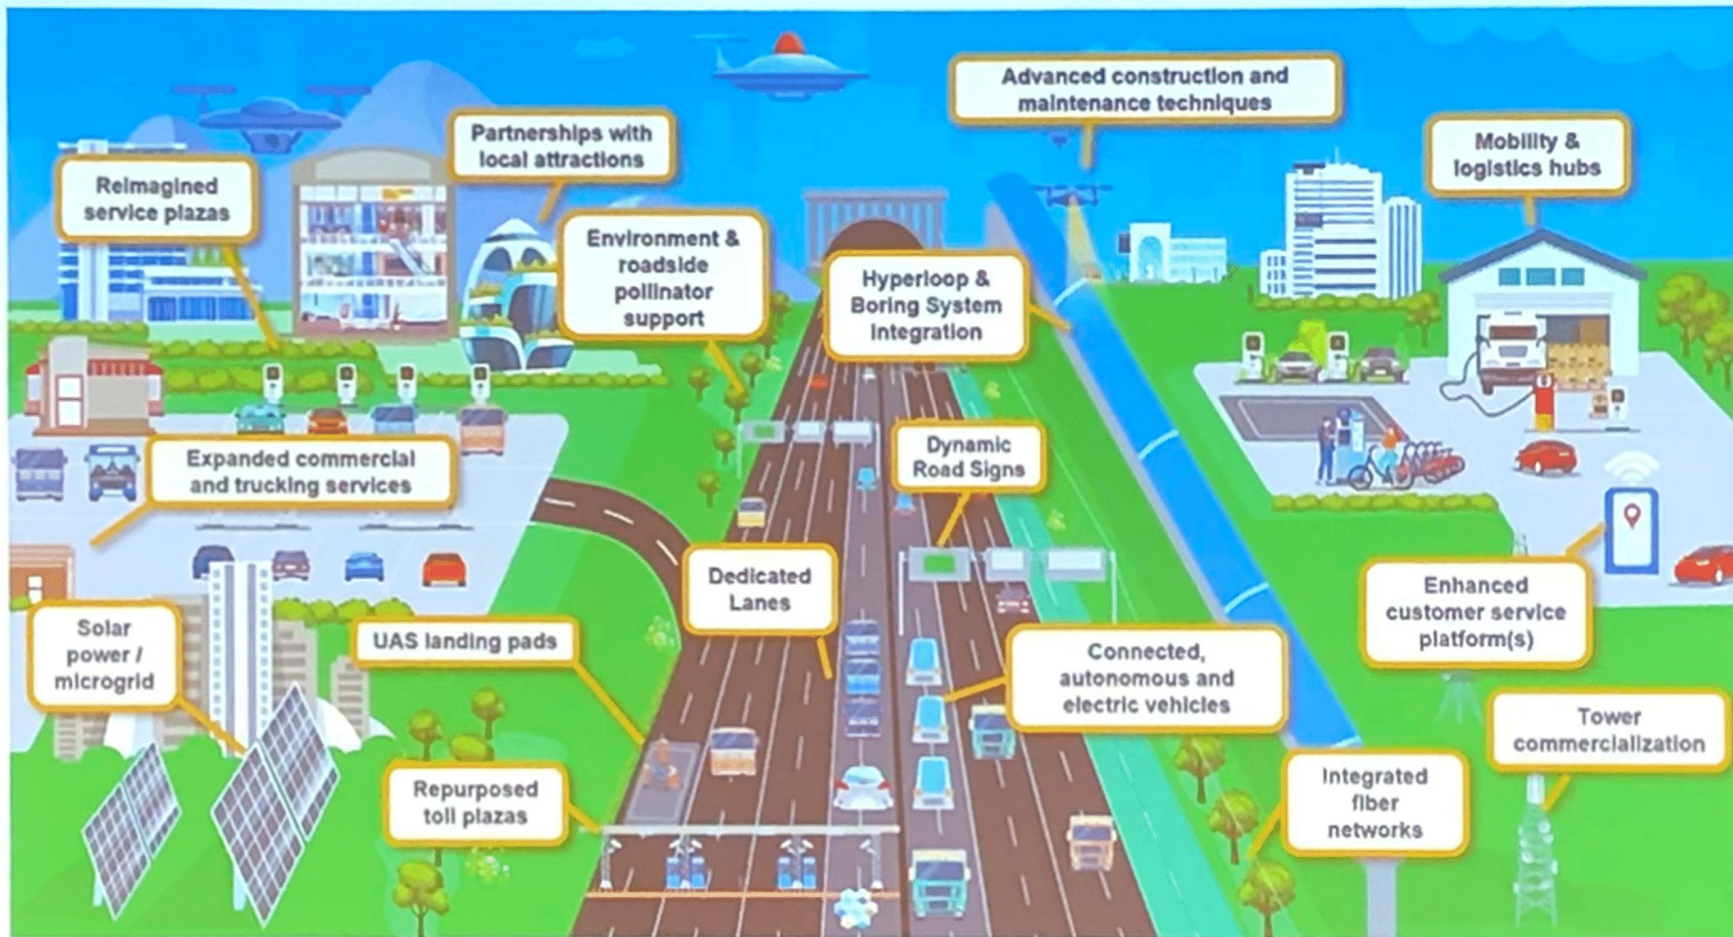 Advanced construction and
maintenance techniques
Partnerships with
local attractions
Mobility &
logistics hubs
Reimagined
service plazas
Environment &
roadside
pollinator
support
Hyperloop &
Boring System
Integration
Dynamic
Road Signs
Expanded commercial
and trucking services
Dedicated
Lanes
Enhanced
customer service
platform(s)
Solar
power /
microgrid
UAS landing pads
Connected,
autonomous and
electric vehicles
Tower
commercialization
Repurposed
toll plazas
Integrated
fiber
networks